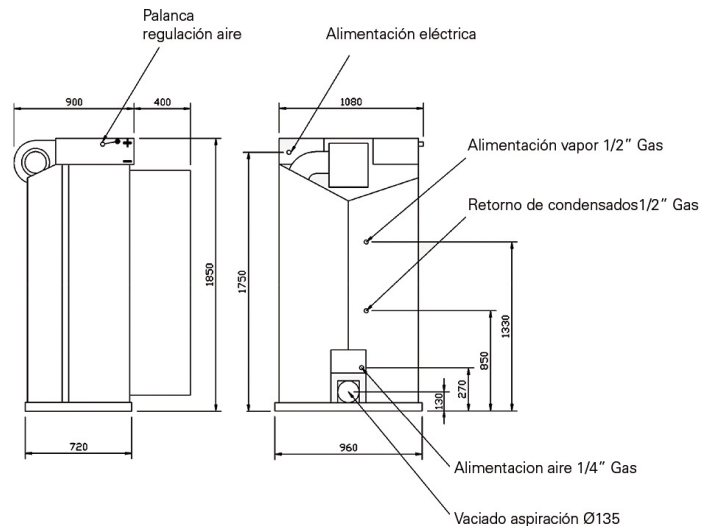 Palanca
regulación aire
Alimentación eléctrica
900
400
1080
+
−
Alimentación vapor 1/2" Gas
Retorno de condensados1/2" Gas
1850
1750
1330
850
270
130
720
960
Alimentacion aire 1/4" Gas
Vaciado aspiración Ø135